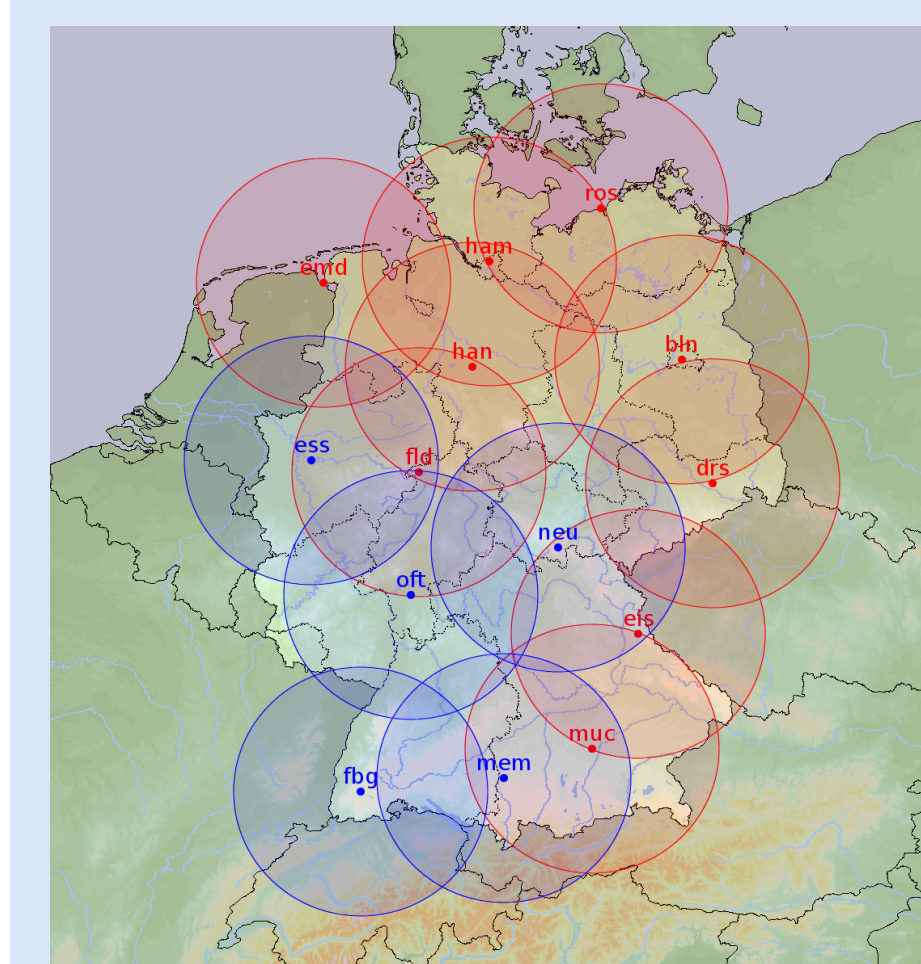 ros
ham
emd
bln
han
ess
fld
drs
neu
oft
eis
muc
mem
fbg